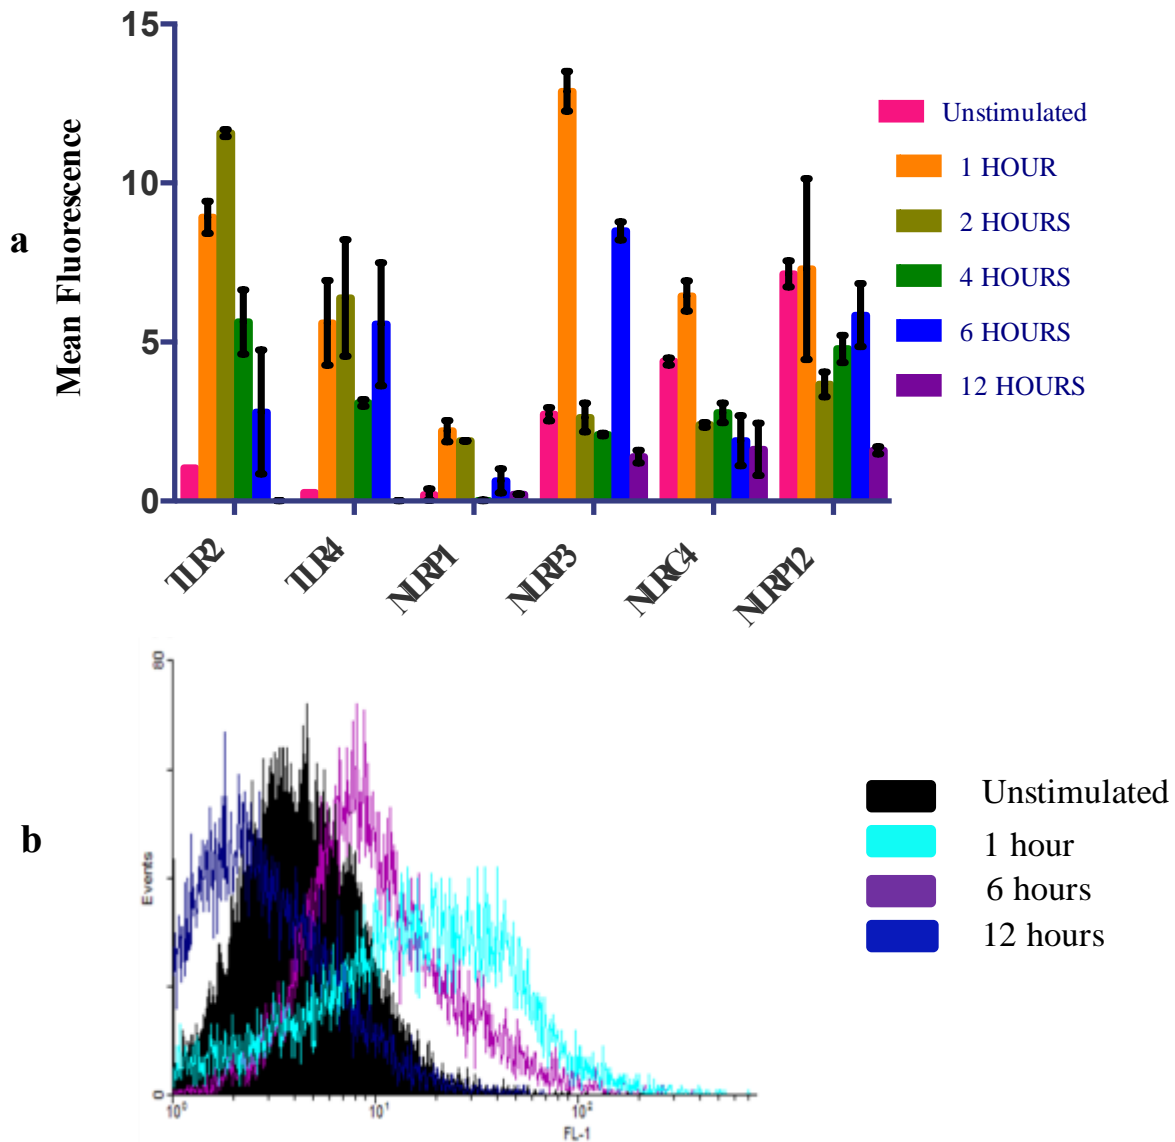 a
Mean Fluorescence
15
10
5
0
TLR2
TLR4
NLRP1
NLRP3
NLRC4
NLRP12
Unstimulated
1 HOUR
2 HOURS
4 HOURS
6 HOURS
12 HOURS
b
Events
80
0
10⁰
10¹
10²
FL-1
Unstimulated
1 hour
6 hours
12 hours